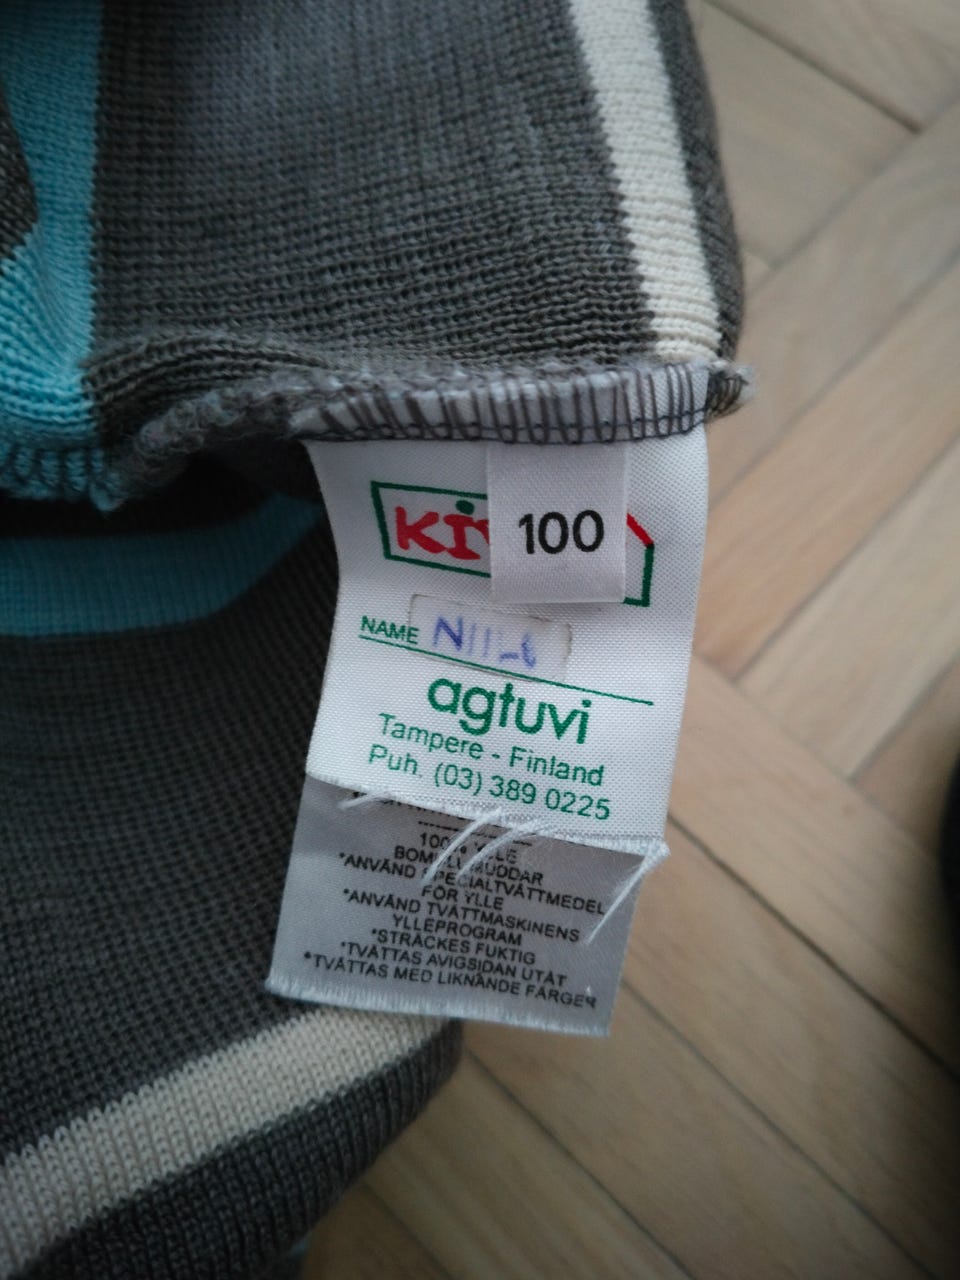 100
NAME
agtuvi
Tampere - Finland
Puh. (03) 389 0225
100%
*ANVÄND SPECIALTVÄTTMEDEL
FÖR YLLE
*ANVÄND TVÄTTMASKINENS
YLLEPROGRAM
*STRÄCKES FUKTIG
*TVÄTTAS AVIGSIDAN UTÅT
*TVÄTTAS MED LIKNANDE FÄRGER